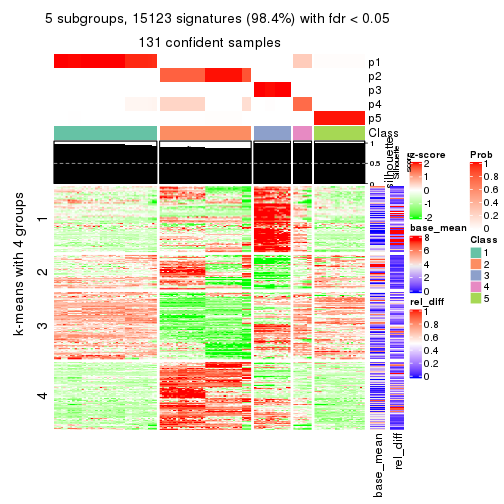 5 subgroups, 15123 signatures (98.4%) with fdr < 0.05
131 confident samples
p1
p2
p3
p4
p5
Class
1
0.5
0
silhouette
Silhouette
score
k-means with 4 groups
1
2
3
4
base_mean
rel_diff
z-score
2
1
0
-1
-2
base_mean
8
6
4
2
0
rel_diff
1
0.8
0.6
0.4
0.2
0
Prob
1
0.8
0.6
0.4
0.2
0
Class
1
2
3
4
5